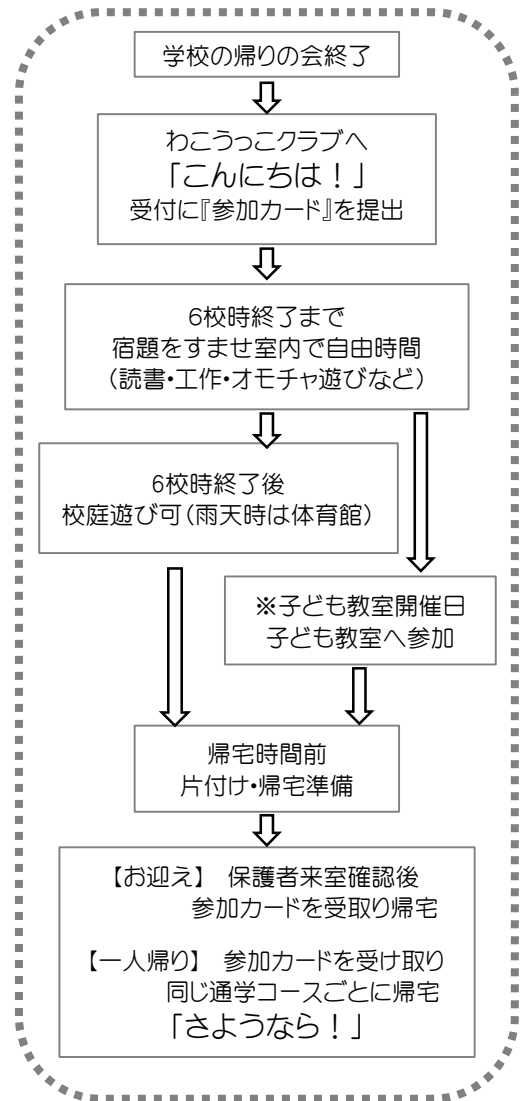 学校の帰りの会終了
わこうっこクラブへ
「こんにちは！」
受付に『参加カード』を提出
6校時終了まで
宿題をすませ室内で自由時間
（読書・工作・オモチャ遊びなど）
6校時終了後
校庭遊び可（雨天時は体育館）
※子ども教室開催日
子ども教室へ参加
帰宅時間前
片付け・帰宅準備
【お迎え】 保護者来室確認後
参加カードを受取り帰宅
【一人帰り】 参加カードを受け取り
同じ通学コースごとに帰宅
「さようなら！」